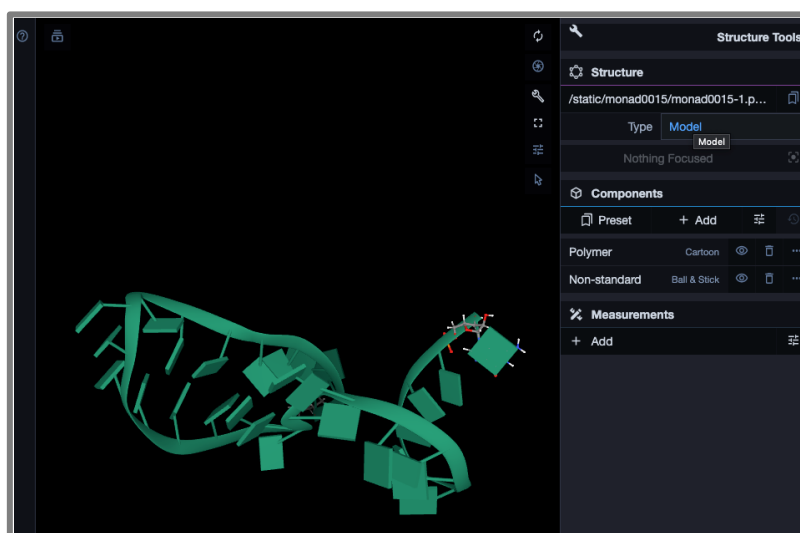 Structure Tools
Structure
/static/monad0015/monad0015-1.p...
Type Model
Model
Nothing Focused
Components
Preset + Add
Polymer Cartoon
Non-standard Ball & Stick
Measurements
+ Add